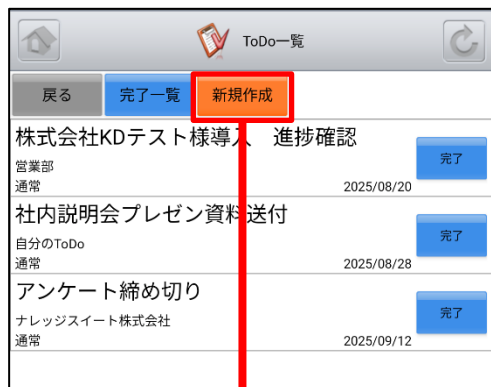 ToDo一覧
戻る 完了一覧 新規作成
株式会社KDテスト様導入 進捗確認
営業部
完了
通常 2025/08/20
社内説明会プレゼン資料送付
自分のToDo
完了
通常 2025/08/28
アンケート締め切り
ナレッジスイート株式会社
完了
通常 2025/09/12